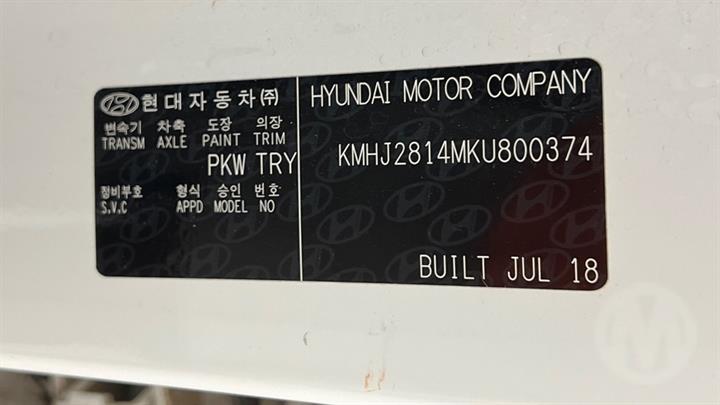 현대자동차㈜
변속기 차축 도장 의장
TRANSM AXLE PAINT TRIM
PKW TRY
정비부호 형식 승인 번호
S.V.C APPD MODEL NO
HYUNDAI MOTOR COMPANY
KMHJ2814MKU800374
BUILT JUL 18
M